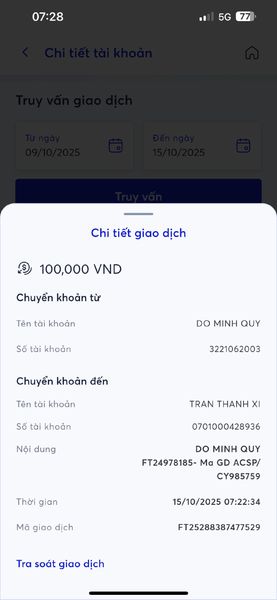 07:28
5G 77
Chi tiết tài khoản
Truy vấn giao dịch
Từ ngày
09/10/2025
Đến ngày
15/10/2025
Truy vấn
Chi tiết giao dịch
100,000 VND
Chuyển khoản từ
Tên tài khoản DO MINH QUY
Số tài khoản 3221062003
Chuyển khoản đến
Tên tài khoản TRAN THANH XI
Số tài khoản 0701000428936
Nội dung DO MINH QUY
FT24978185- Ma GD ACSP/
CY985759
Thời gian 15/10/2025 07:22:34
Mã giao dịch FT25288387477529
Tra soát giao dịch